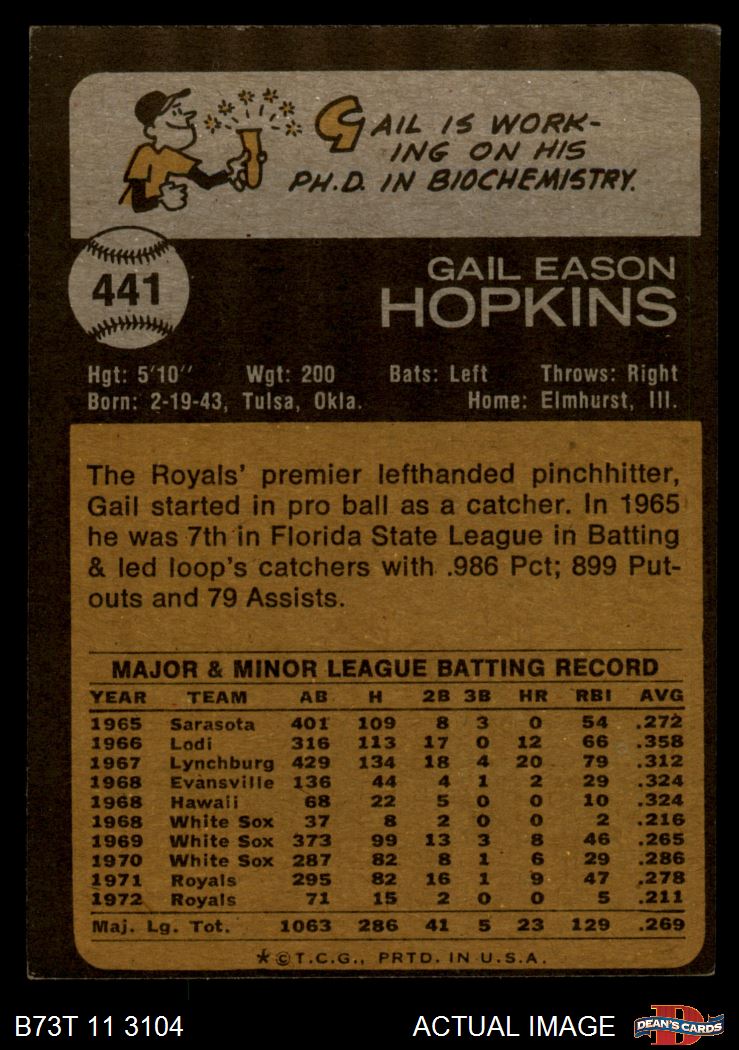 GAIL IS WORK-
ING ON HIS
PH.D. IN BIOCHEMISTRY.
441
GAIL EASON
HOPKINS
Hgt: 5'10" Wgt: 200 Bats: Left Throws: Right
Born: 2-19-43, Tulsa, Okla. Home: Elmhurst, Ill.
The Royals' premier lefthanded pinchhitter,
Gail started in pro ball as a catcher. In 1965
he was 7th in Florida State League in Batting
& led loop's catchers with .986 Pct; 899 Put-
outs and 79 Assists.
MAJOR & MINOR LEAGUE BATTING RECORD
YEAR TEAM AB H 2B 3B HR RBI AVG
1965 Sarasota 401 109 8 3 0 54 .272
1966 Lodi 316 113 17 0 12 66 .358
1967 Lynchburg 429 134 18 4 20 79 .312
1968 Evansville 136 44 4 1 2 29 .324
1968 Hawaii 68 22 5 0 0 10 .324
1968 White Sox 37 8 2 0 0 2 .216
1969 White Sox 373 99 13 3 8 46 .265
1970 White Sox 287 82 8 1 6 29 .286
1971 Royals 295 82 16 1 9 47 .278
1972 Royals 71 15 2 0 0 5 .211
Maj. Lg. Tot. 1063 286 41 5 23 129 .269
*©T.C.G., PRTD. IN U.S.A.
B73T 11 3104 ACTUAL IMAGE D DEAN'S CARDS